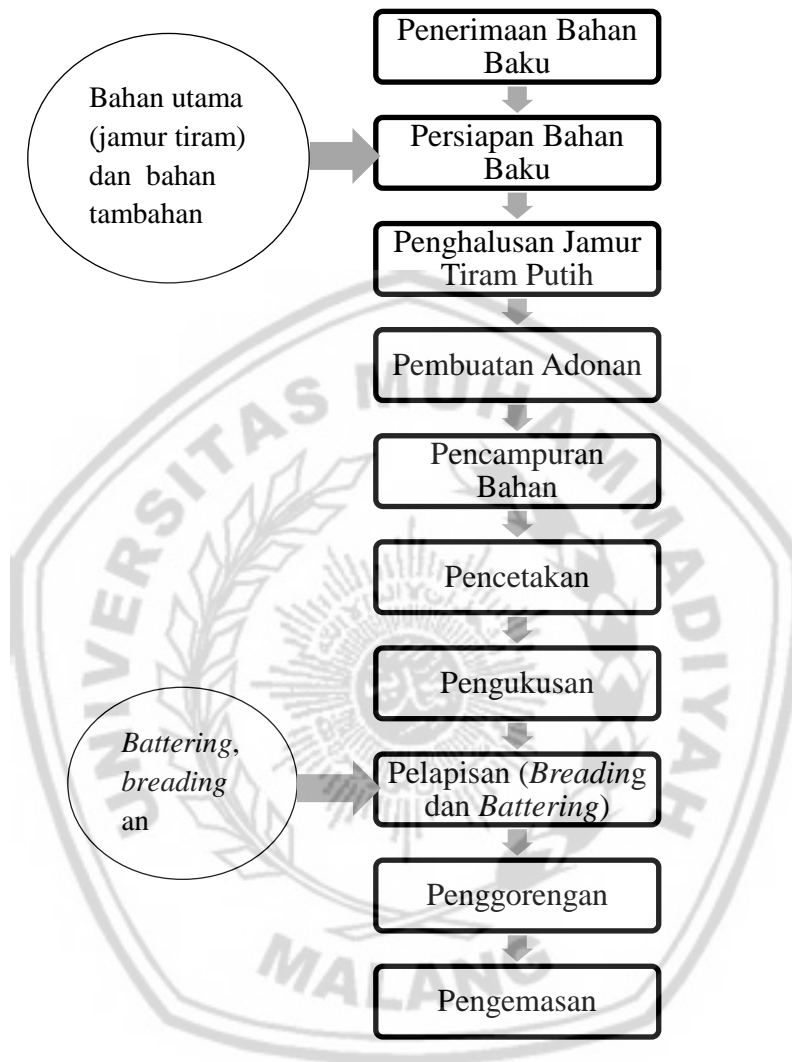 Penerimaan Bahan
Baku
Bahan utama
(jamur tiram)
dan bahan
tambahan
Persiapan Bahan
Baku
Penghalusan Jamur
Tiram Putih
Pembuatan Adonan
Pencampuran
Bahan
Pencetakan
Pengukusan
Battering,
breading
an
Pelapisan (Breading
dan Battering)
Penggorengan
Pengemasan
UNIVERSITAS MUHAMMADIYAH
MALANG